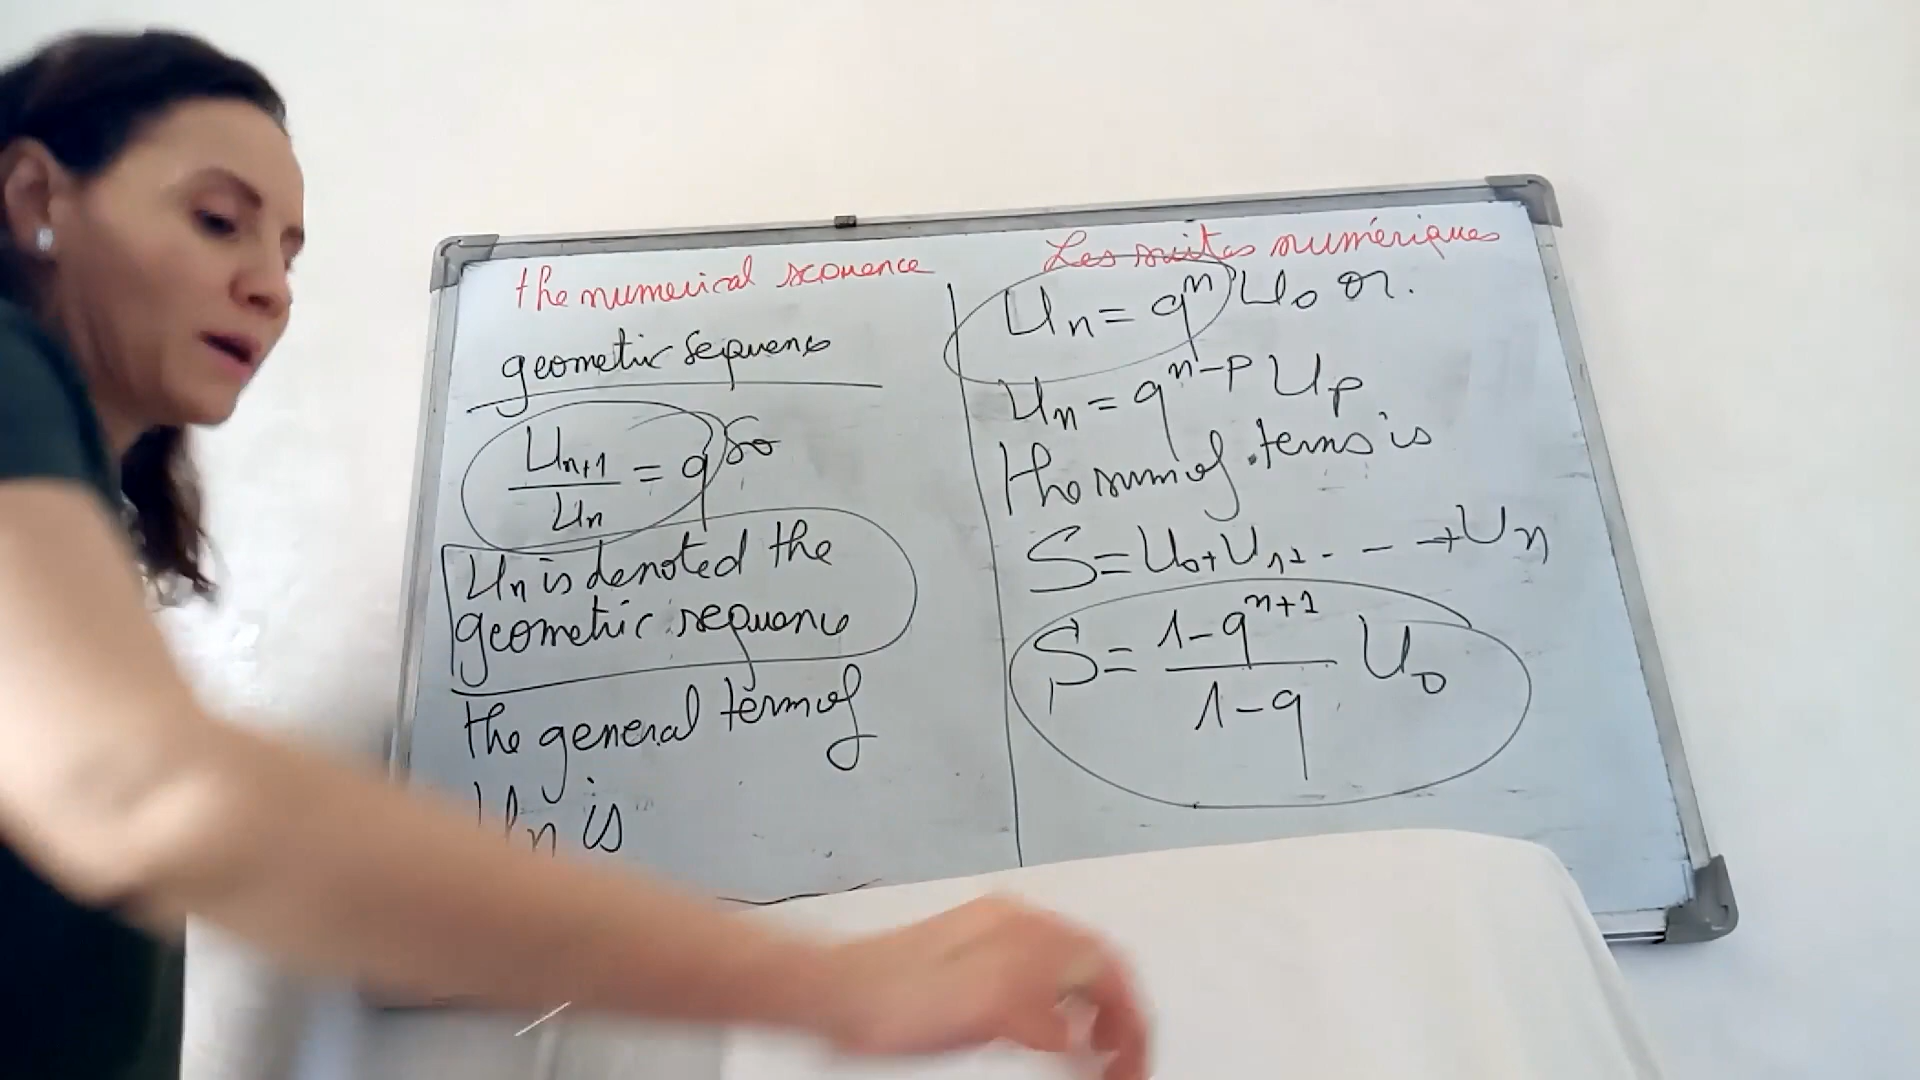 the numerical sequence
geometric sequence
Un+1 / Un = q so
Un is denoted the
geometric sequence
the general term of
Un is
Les suites numériques
Un = q^n U0 or.
Un = q^(n-p) Up
the sum of terms is
S = U0 + U1 + - - - + Un
S = (1-q^(n+1)) / (1-q) U0